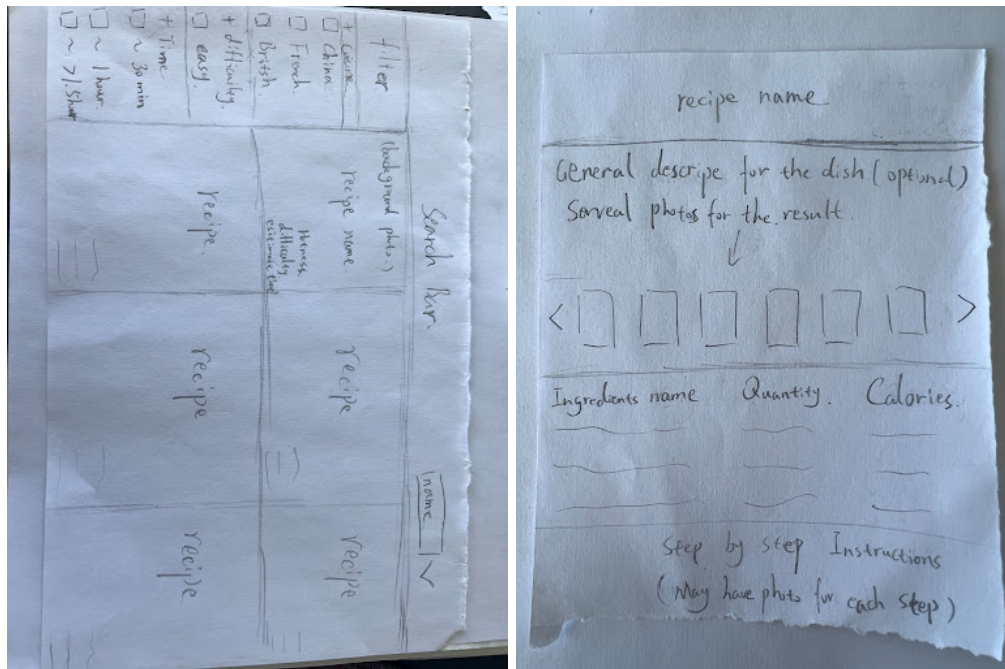 Search Bar.
name
filter
+ cuisine
China
French
British
+ difficulty.
easy.
+ Time
~ 30 min
~ 1 hour.
~ > 1.5hour
(background photo.)
recipe name
Hotness
difficulty
recipe
recipe
recipe.
recipe
recipe
recipe name
General descripe for the dish (optional)
Serveal photos for the result.
< >
Ingredients name Quantity. Calories.
Step by step Instructions
(May have photo for each step)